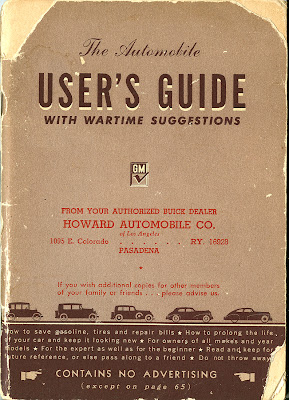 The Automobile
USER'S GUIDE
WITH WARTIME SUGGESTIONS
GM
FROM YOUR AUTHORIZED BUICK DEALER
HOWARD AUTOMOBILE CO.
of Los Angeles
1005 E. Colorado . . . . . . . RY. 16928
PASADENA
If you wish additional copies for other members
of your family or friends . . . please advise us.
How to save gasoline, tires and repair bills ★ How to prolong the life
of your car and keep it looking new ★ For owners of all makes and year
models ★ For the expert as well as for the beginner ★ Read and keep for
future reference, or else pass along to a friend ★ Do not throw away
CONTAINS NO ADVERTISING
(except on page 65)